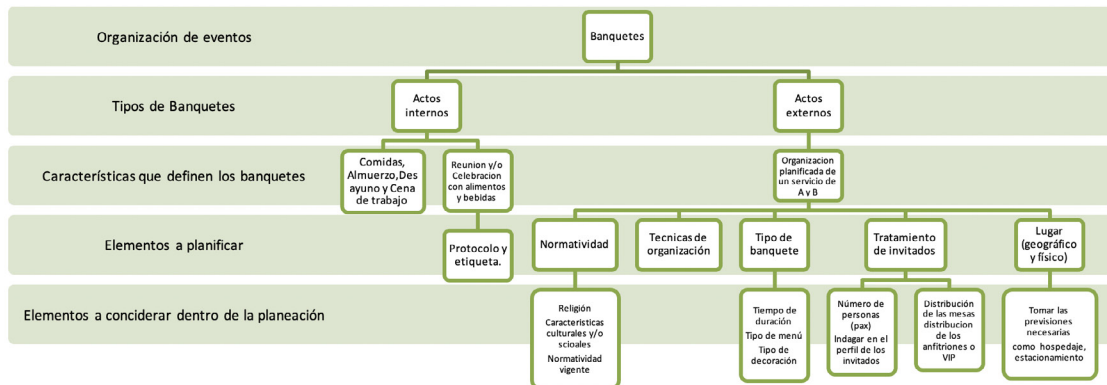 Organización de eventos
Banquetes
Tipos de Banquetes
Actos
internos
Actos
externos
Características que definen los banquetes
Comidas,
Almuerzo,Des
ayuno y Cena
de trabajo
Reunion y/o
Celebracion
con alimentos
y bebidas
Organizacion
planificada de
un servicio de
A y B
Elementos a planificar
Protocolo y
etiqueta.
Normatividad
Tecnicas de
organización
Tipo de
banquete
Tratamiento
de invitados
Lugar
(geográfico
y físico)
Elementos a conciderar dentro de la planeación
Religión
Características
culturales y/o
scioales
Normatividad
vigente
Tiempo de
duración
Tipo de menú
Tipo de
decoración
Número de
personas
(pax)
Indagar en el
perfil de los
invitados
Distribución
de las mesas
distribucion
de los
anfitriones o
VIP
Tomar las
previsiones
necesarias
como hospedaje,
estacionamiento